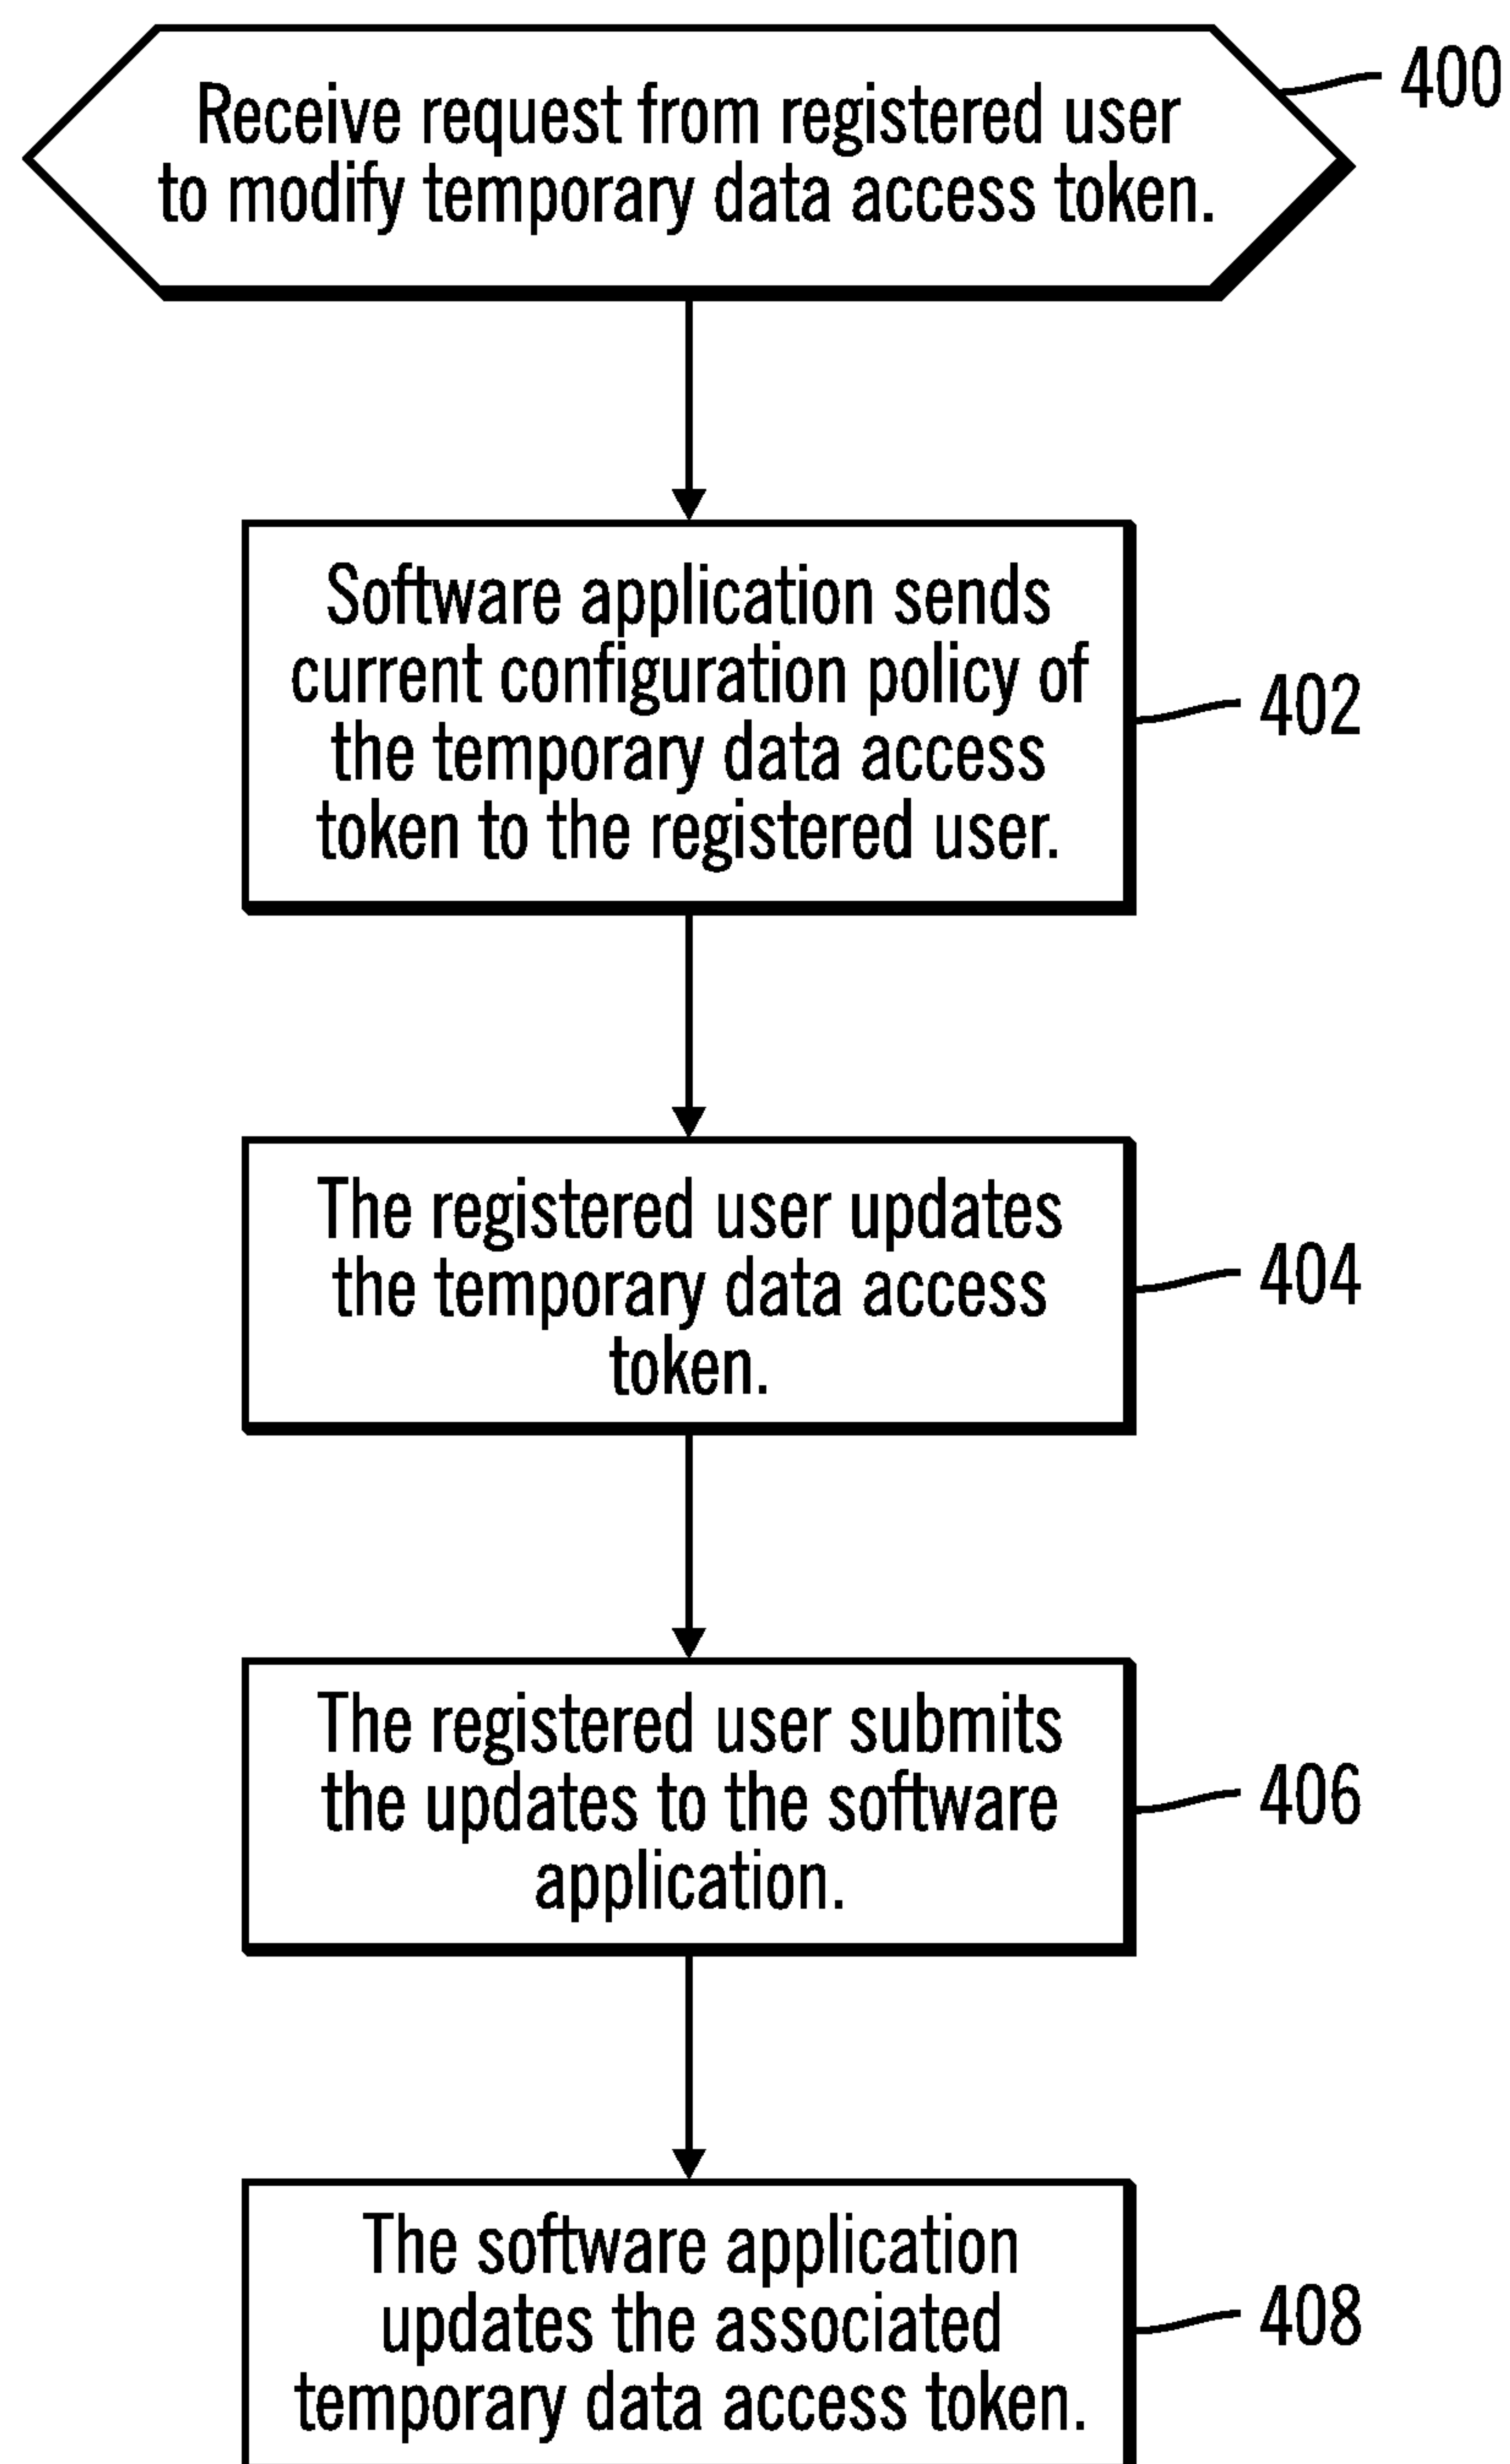 Receive request from registered user
to modify temporary data access token.
400
Software application sends
current configuration policy of
the temporary data access
token to the registered user.
402
The registered user updates
the temporary data access
token.
404
The registered user submits
the updates to the software
application.
406
The software application
updates the associated
temporary data access token.
408